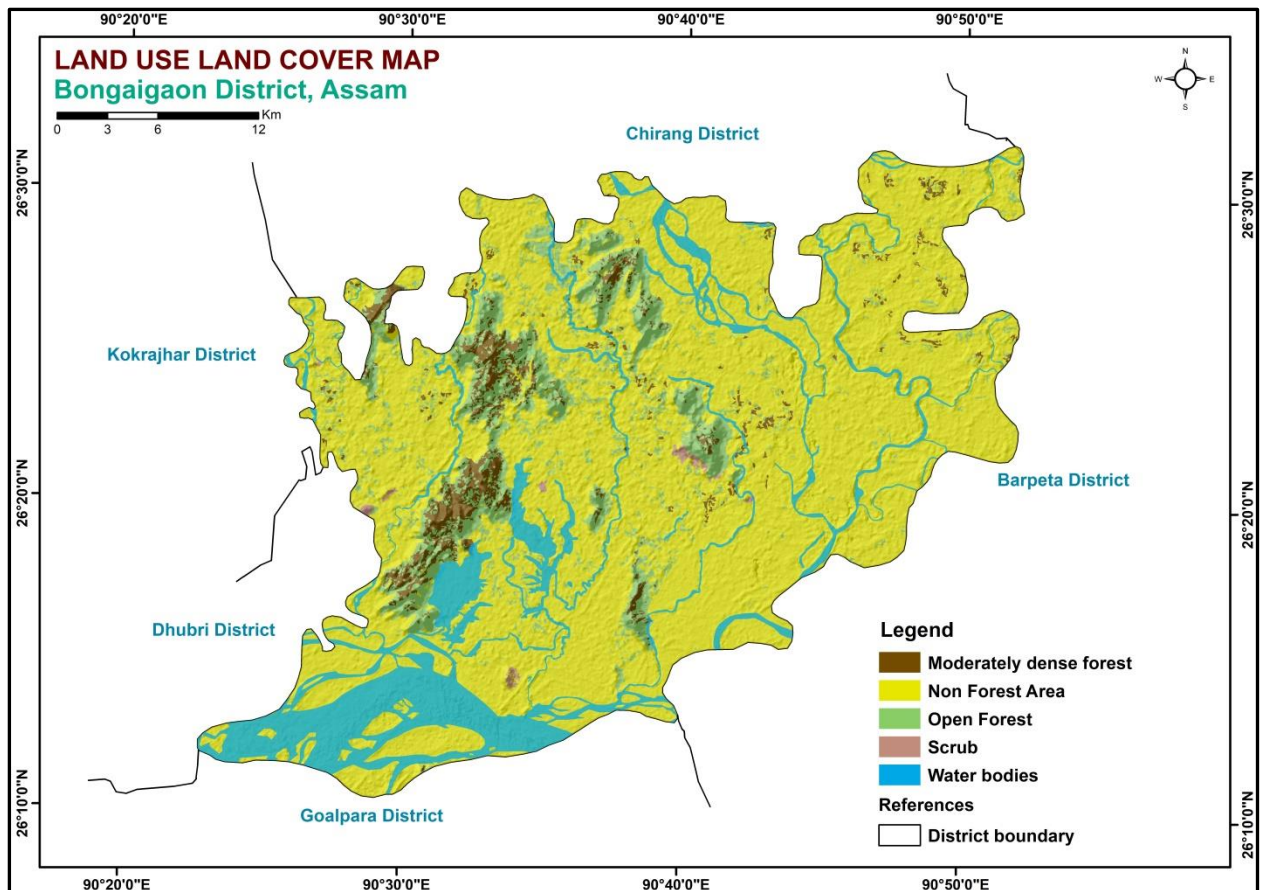 90°20'0"E
90°30'0"E
90°40'0"E
90°50'0"E
LAND USE LAND COVER MAP
Bongaigaon District, Assam
Km
0 3 6 12
N
W E
S
Chirang District
26°30'0"N
26°30'0"N
Kokrajhar District
Barpeta District
26°20'0"N
26°20'0"N
Dhubri District
Legend
Moderately dense forest
Non Forest Area
Open Forest
Scrub
Water bodies
References
District boundary
26°10'0"N
26°10'0"N
Goalpara District
90°20'0"E
90°30'0"E
90°40'0"E
90°50'0"E